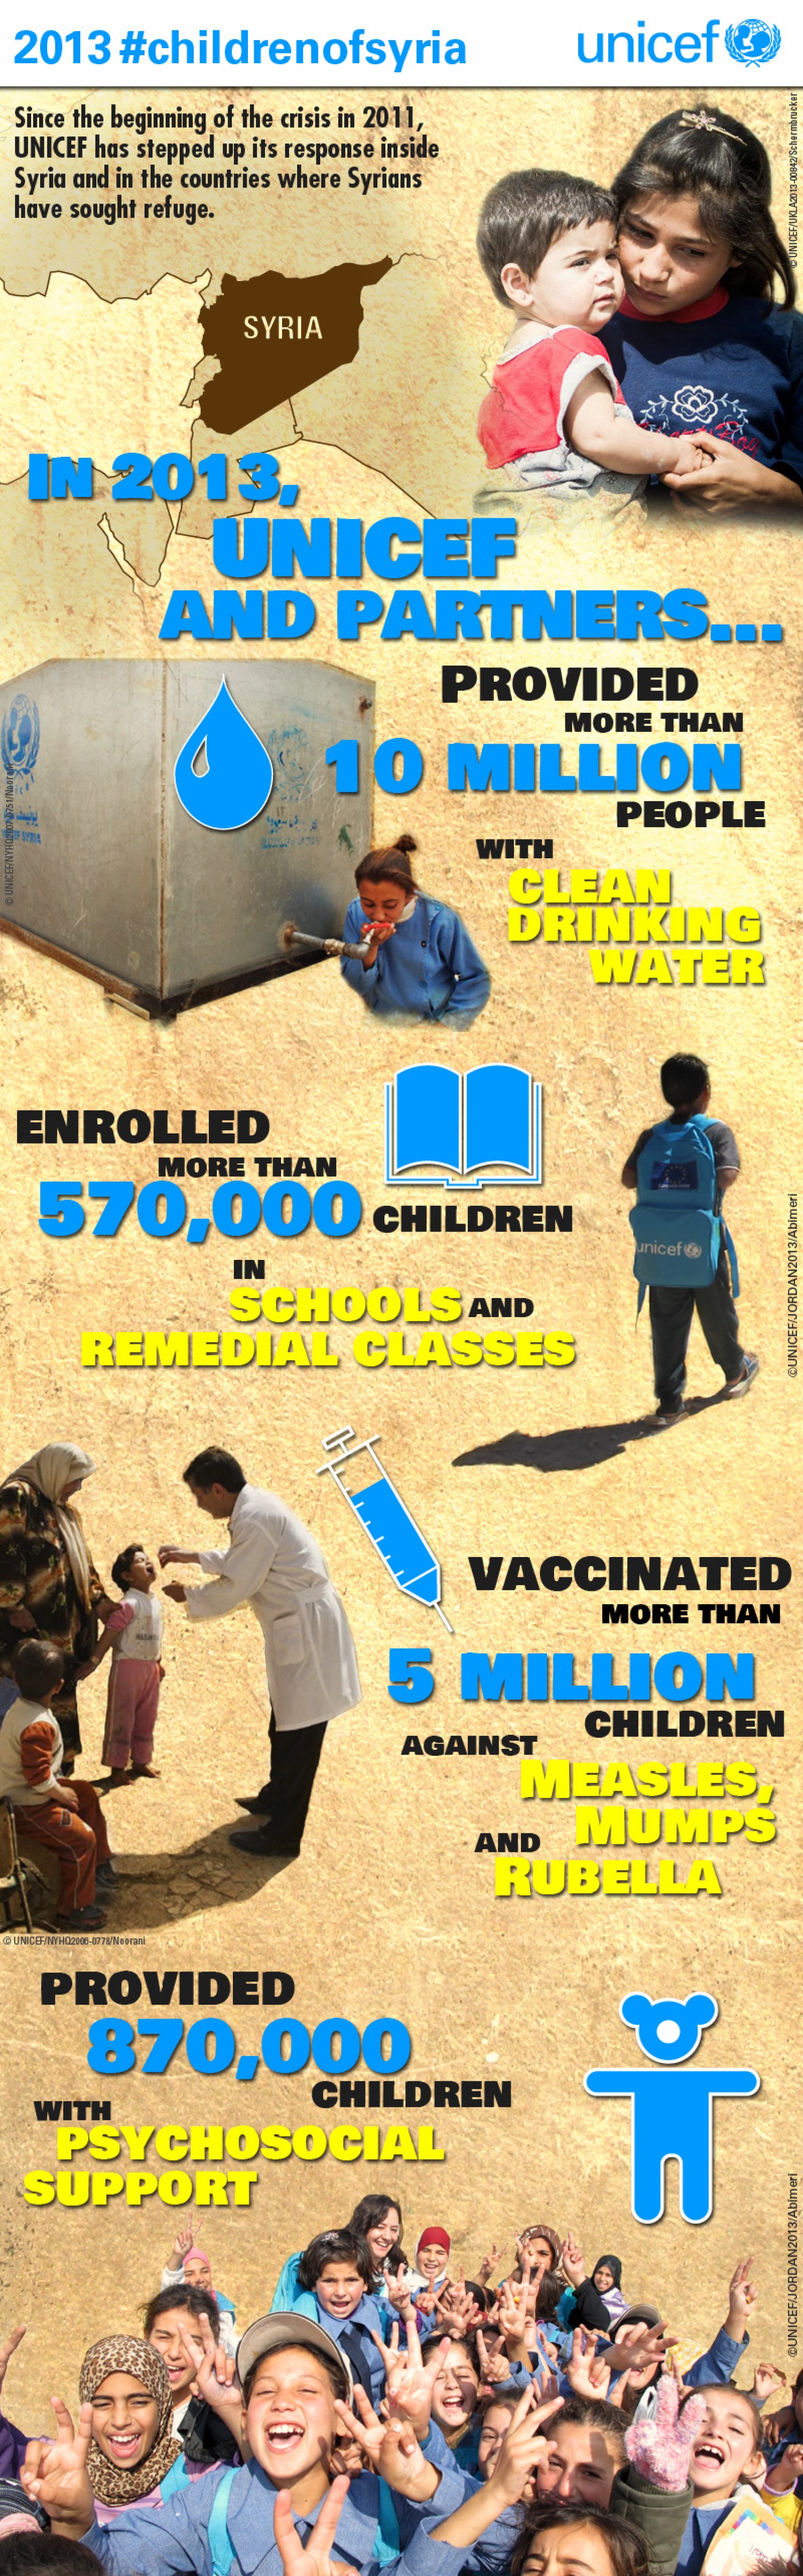 2013 #childrenofsyria
unicef
Since the beginning of the crisis in 2011,
UNICEF has stepped up its response inside
Syria and in the countries where Syrians
have sought refuge.
© UNICEF/UKLA2013-00842/Schermbrucker
SYRIA
IN 2013,
UNICEF
AND PARTNERS...
PROVIDED
MORE THAN
10 MILLION
PEOPLE
WITH
CLEAN
DRINKING
WATER
ENROLLED
MORE THAN
570,000 CHILDREN
IN
SCHOOLS AND
REMEDIAL CLASSES
unicef
©UNICEF/JORDAN2013/Abimeri
VACCINATED
MORE THAN
5 MILLION
CHILDREN
AGAINST
MEASLES,
MUMPS
AND
RUBELLA
© UNICEF/NYHQ2006-0778/Noorani
PROVIDED
870,000
CHILDREN
WITH
PSYCHOSOCIAL
SUPPORT
©UNICEF/JORDAN2013/Abimeri